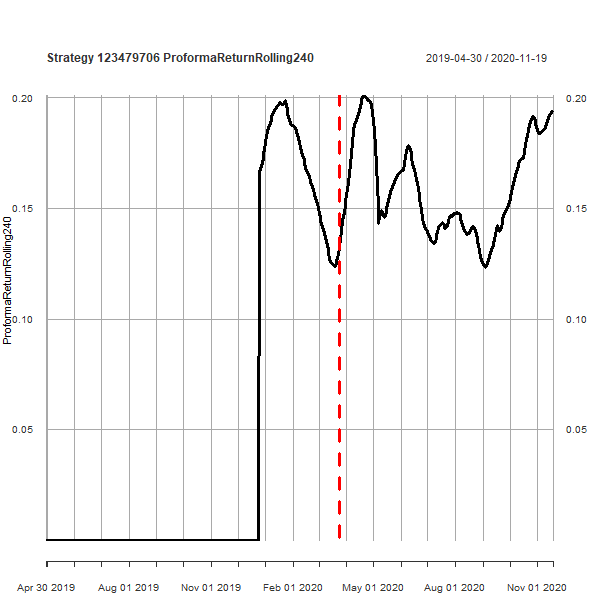 Strategy 123479706 ProformaReturnRolling240
2019-04-30 / 2020-11-19
0.20
0.20
0.15
0.15
0.10
0.10
0.05
0.05
ProformaReturnRolling240
Apr 30 2019
Aug 01 2019
Nov 01 2019
Feb 01 2020
May 01 2020
Aug 01 2020
Nov 01 2020